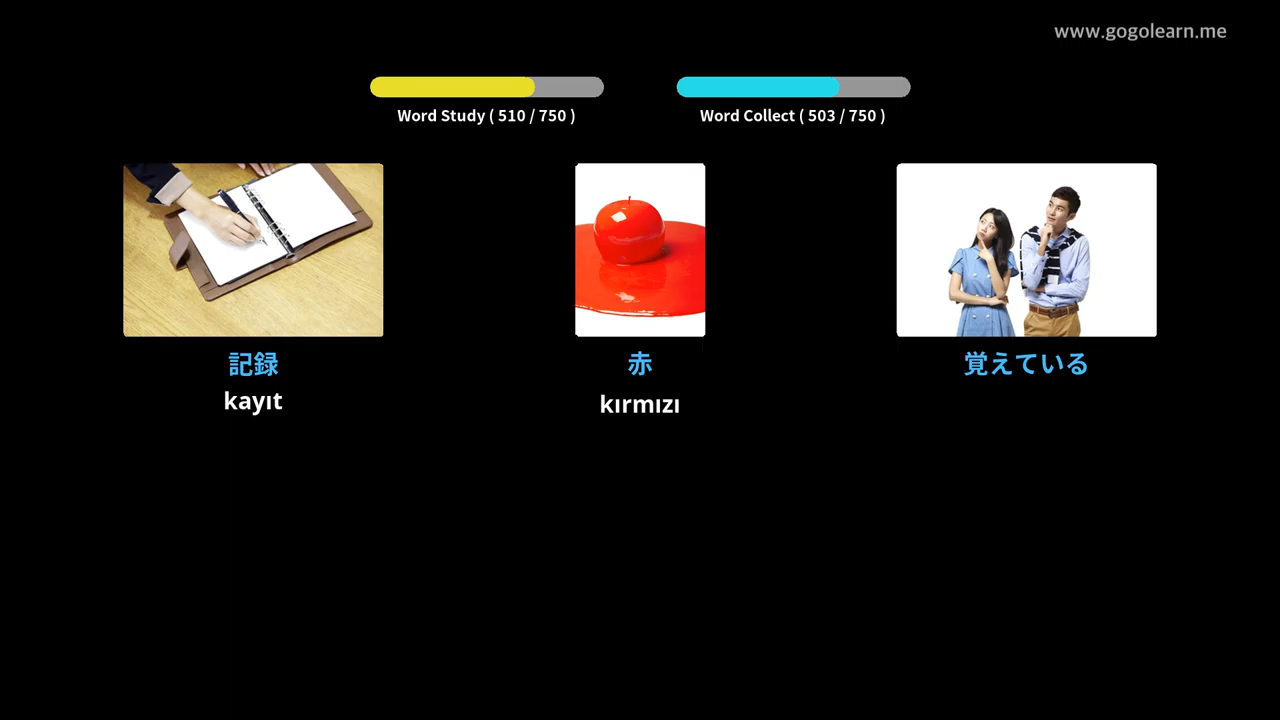 www.gogolearn.me
Word Study ( 510 / 750 )
Word Collect ( 503 / 750 )
記録
kayıt
赤
kırmızı
覚えている